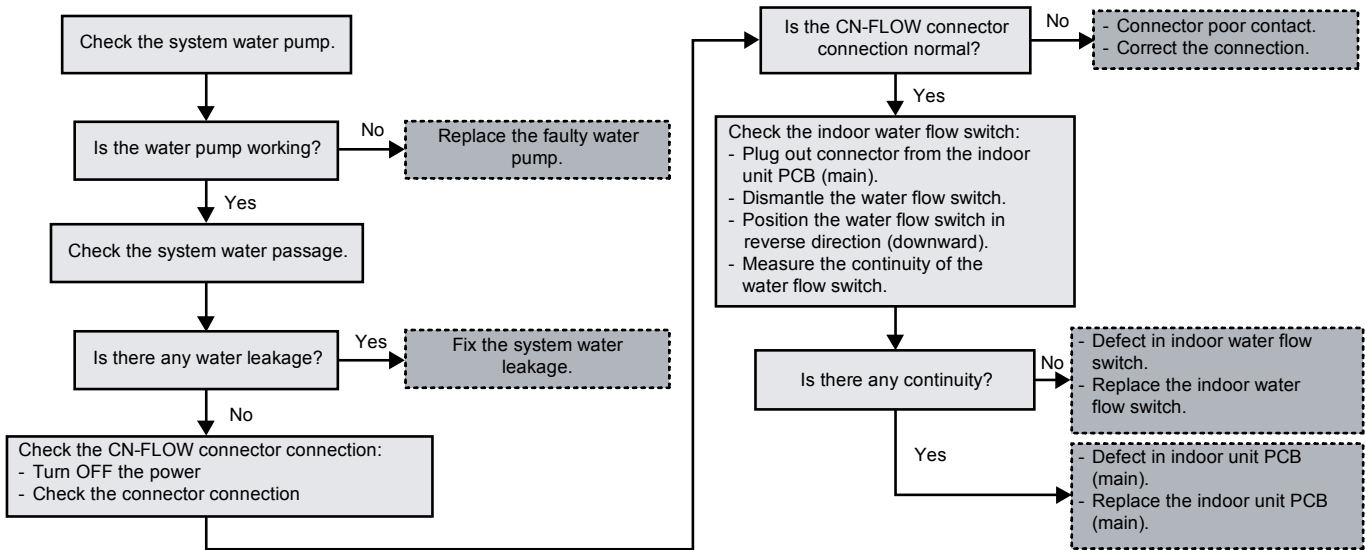 Check the system water pump.
Is the water pump working?
No
Replace the faulty water
pump.
Yes
Check the system water passage.
Is there any water leakage?
Yes
Fix the system water
leakage.
No
Check the CN-FLOW connector connection:
- Turn OFF the power
- Check the connector connection
Is the CN-FLOW connector
connection normal?
No
- Connector poor contact.
- Correct the connection.
Yes
Check the indoor water flow switch:
- Plug out connector from the indoor
unit PCB (main).
- Dismantle the water flow switch.
- Position the water flow switch in
reverse direction (downward).
- Measure the continuity of the
water flow switch.
Is there any continuity?
No
- Defect in indoor water flow
switch.
- Replace the indoor water
flow switch.
Yes
- Defect in indoor unit PCB
(main).
- Replace the indoor unit PCB
(main).